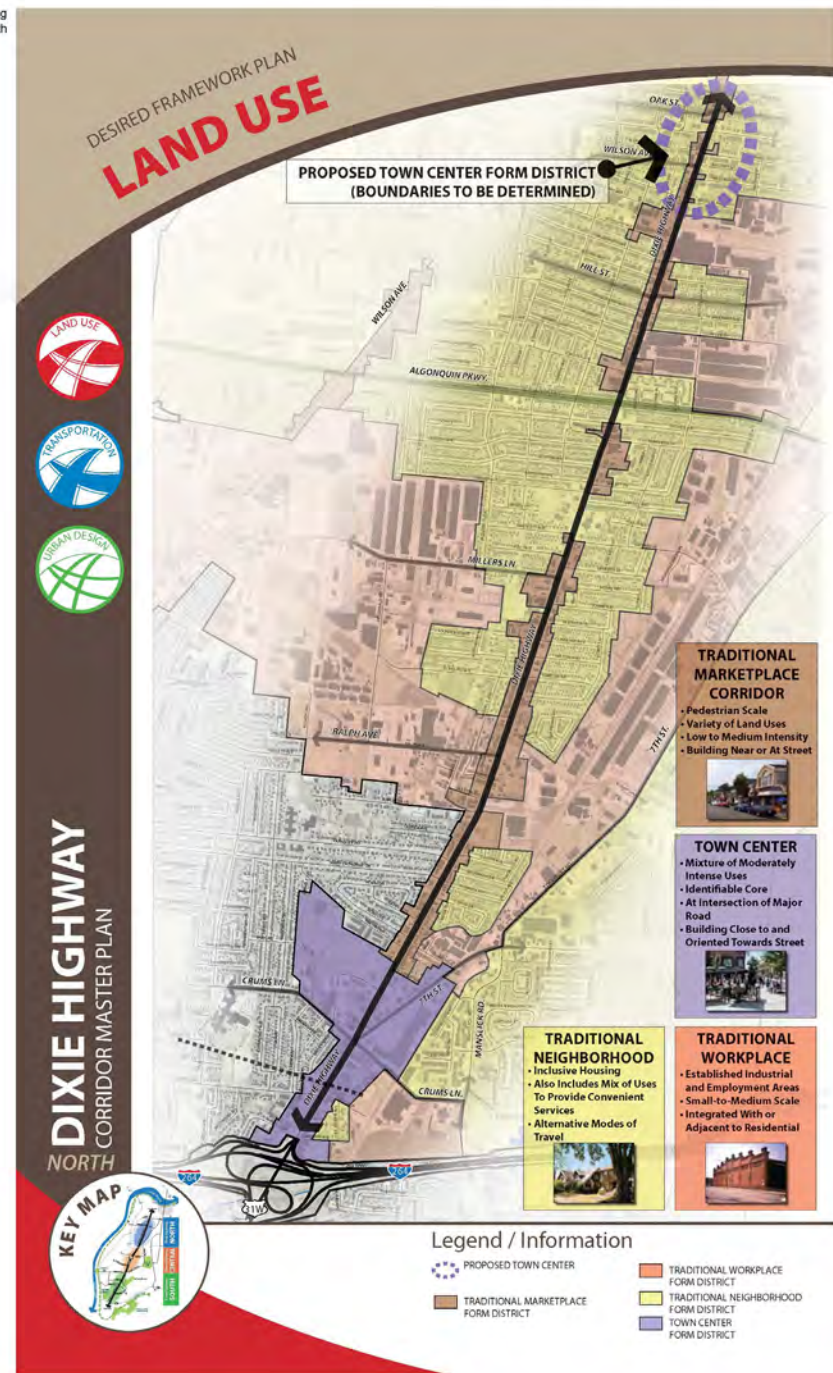 DESIRED FRAMEWORK PLAN
LAND USE
OAK ST.
WILSON AVE
PROPOSED TOWN CENTER FORM DISTRICT
(BOUNDARIES TO BE DETERMINED)
DIXIE HIGHWAY
HILL ST.
WILSON AVE.
LAND USE
ALGONQUIN PKWY.
TRANSPORTATION
URBAN DESIGN
MILLERS LN.
DIXIE HIGHWAY
RALPH AVE.
7TH ST.
TRADITIONAL
MARKETPLACE
CORRIDOR
• Pedestrian Scale
• Variety of Land Uses
• Low to Medium Intensity
• Building Near or At Street
TOWN CENTER
• Mixture of Moderately
Intense Uses
• Identifiable Core
• At Intersection of Major
Road
• Building Close to and
Oriented Towards Street
CRUMS LN.
7TH ST.
MANSLICK RD
DIXIE HIGHWAY
CRUMS LN.
TRADITIONAL
NEIGHBORHOOD
• Inclusive Housing
• Also Includes Mix of Uses
To Provide Convenient
Services
• Alternative Modes of
Travel
TRADITIONAL
WORKPLACE
• Established Industrial
and Employment Areas
• Small-to-Medium Scale
• Integrated With or
Adjacent to Residential
DIXIE HIGHWAY
CORRIDOR MASTER PLAN
NORTH
264
264
31W
KEY MAP
NORTH
SOUTH
Legend / Information
PROPOSED TOWN CENTER
TRADITIONAL MARKETPLACE
FORM DISTRICT
TRADITIONAL WORKPLACE
FORM DISTRICT
TRADITIONAL NEIGHBORHOOD
FORM DISTRICT
TOWN CENTER
FORM DISTRICT